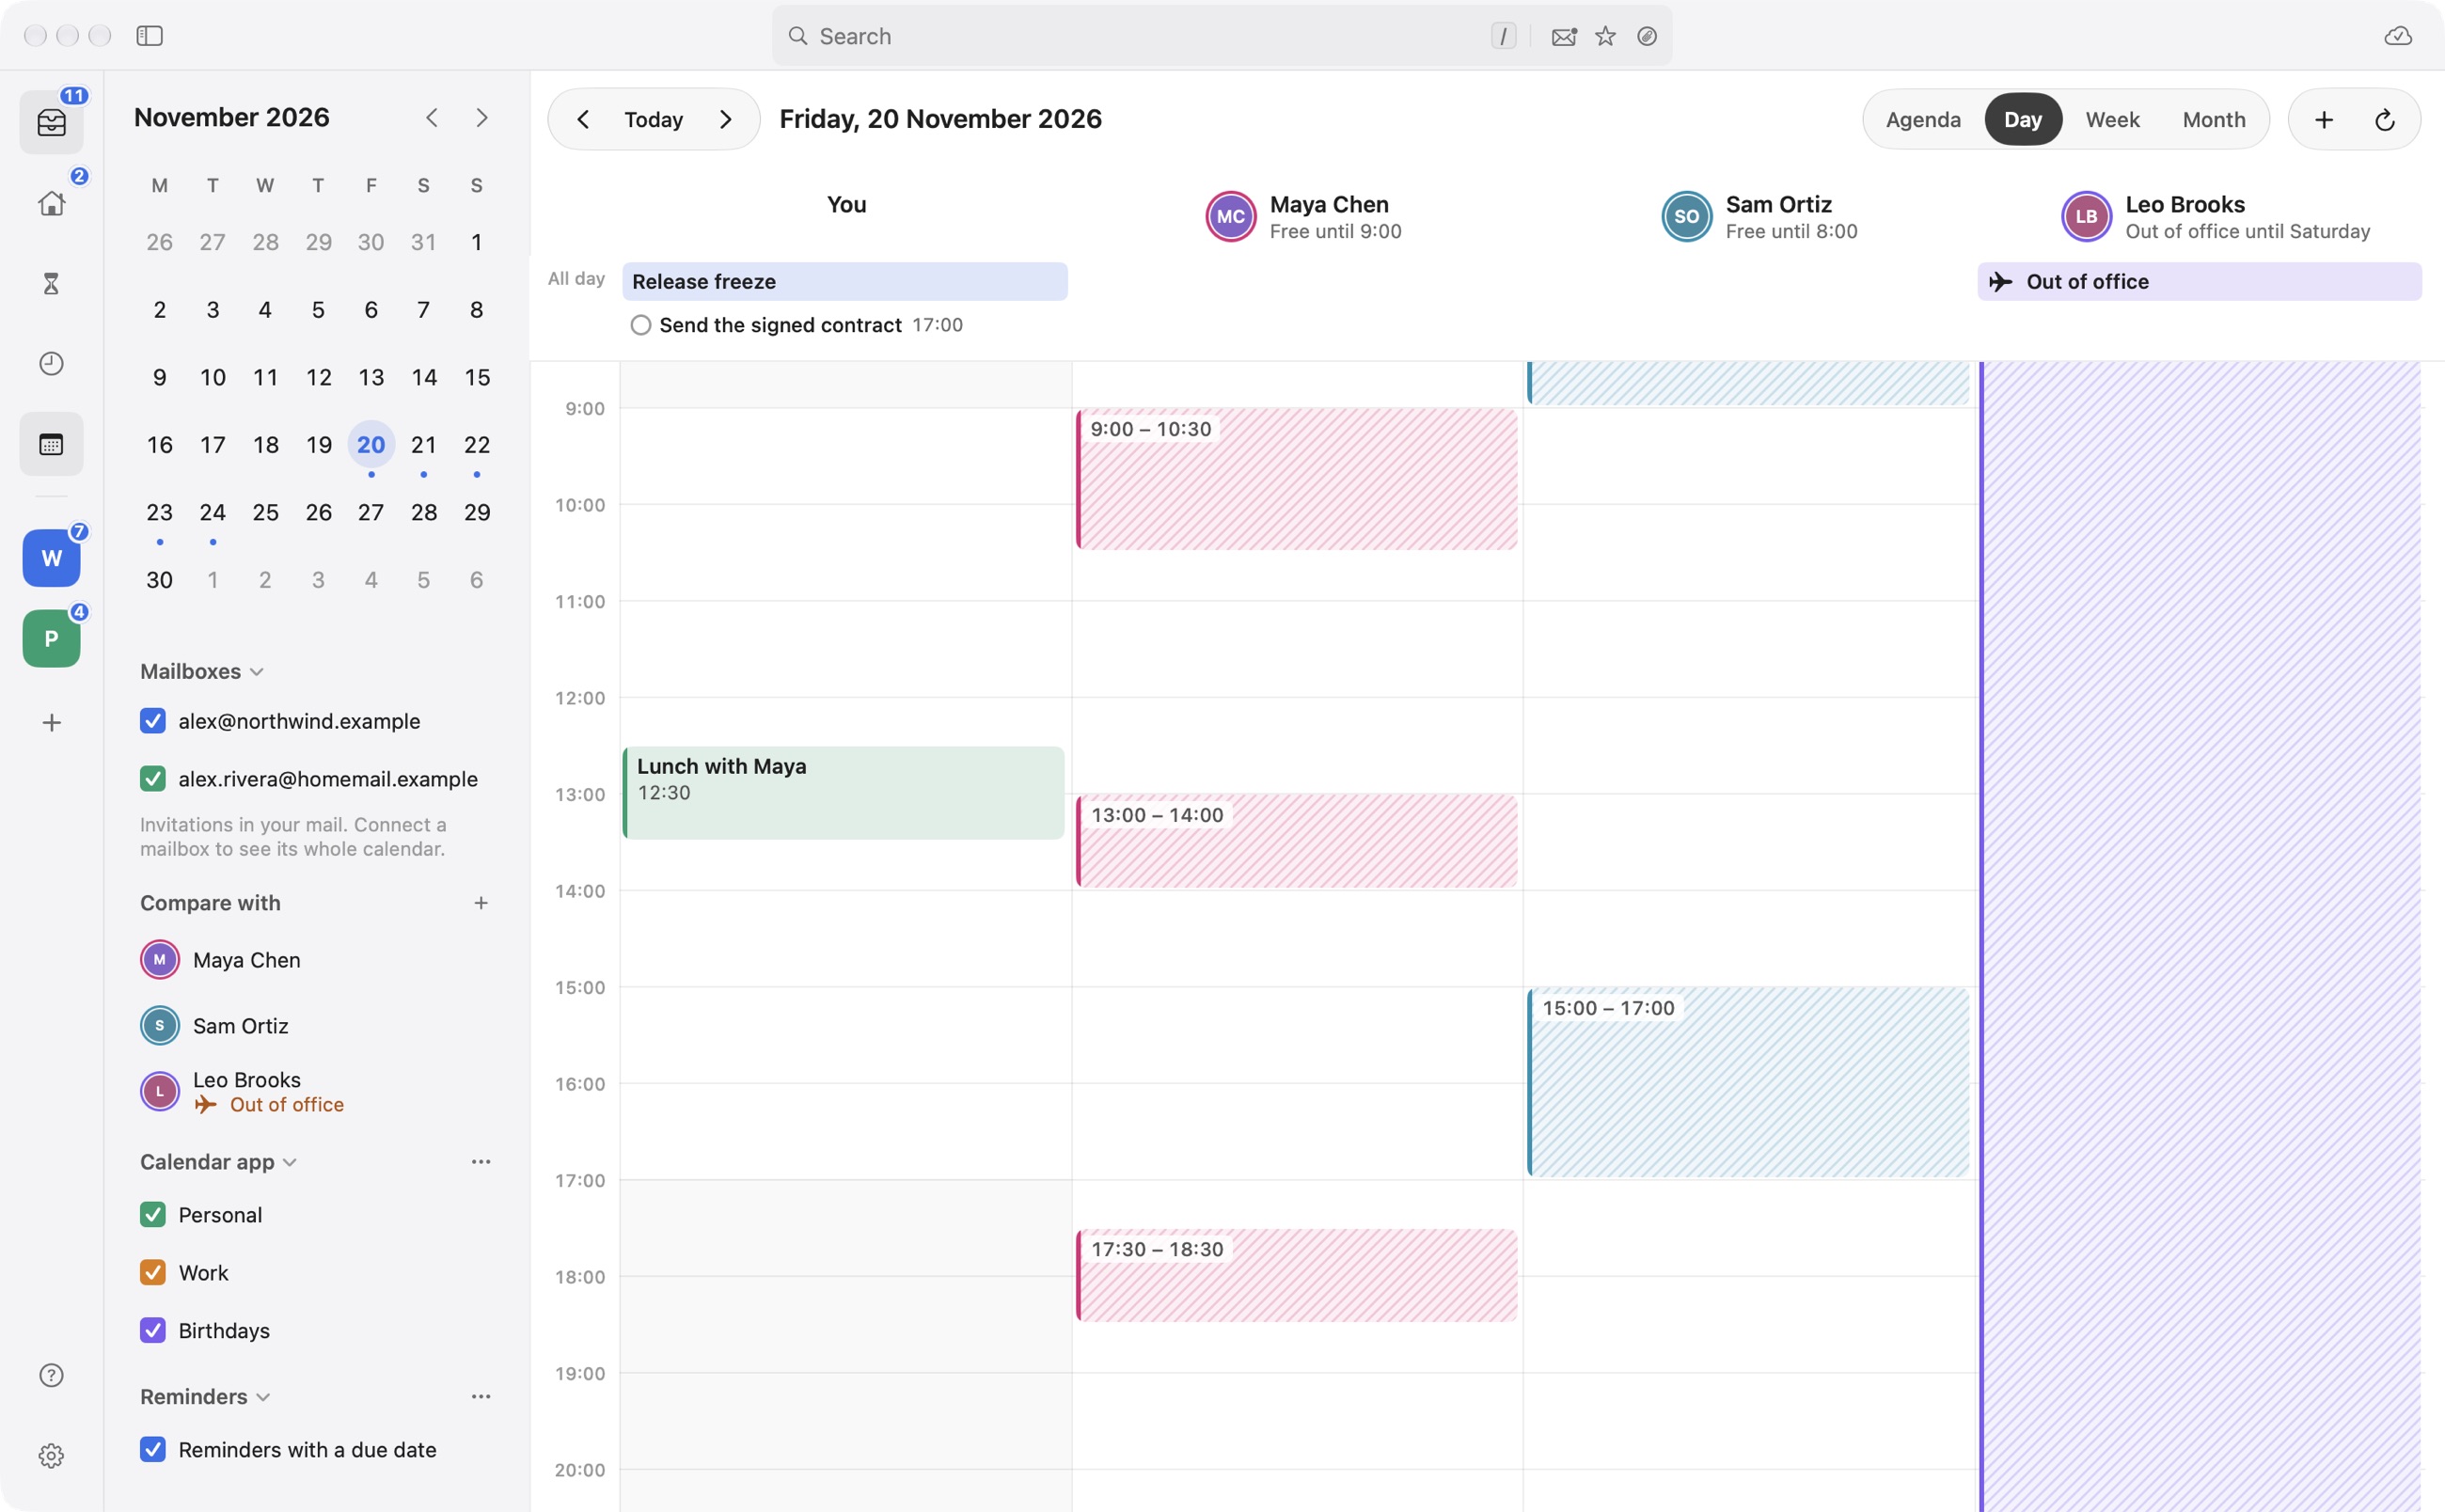 Search
/
11
2
7
W
4
P
November 2026
M T W T F S S
26 27 28 29 30 31 1
2 3 4 5 6 7 8
9 10 11 12 13 14 15
16 17 18 19 20 21 22
23 24 25 26 27 28 29
30 1 2 3 4 5 6
Mailboxes
alex@northwind.example
alex.rivera@homemail.example
Invitations in your mail. Connect a
mailbox to see its whole calendar.
Compare with
M Maya Chen
S Sam Ortiz
L Leo Brooks
Out of office
Calendar app
Personal
Work
Birthdays
Reminders
Reminders with a due date
Today
Friday, 20 November 2026
Agenda Day Week Month
You
MC Maya Chen
Free until 9:00
SO Sam Ortiz
Free until 8:00
LB Leo Brooks
Out of office until Saturday
All day
Release freeze
Out of office
Send the signed contract 17:00
9:00
9:00 – 10:30
10:00
11:00
12:00
Lunch with Maya
12:30
13:00
13:00 – 14:00
14:00
15:00
15:00 – 17:00
16:00
17:00
17:30 – 18:30
18:00
19:00
20:00
?